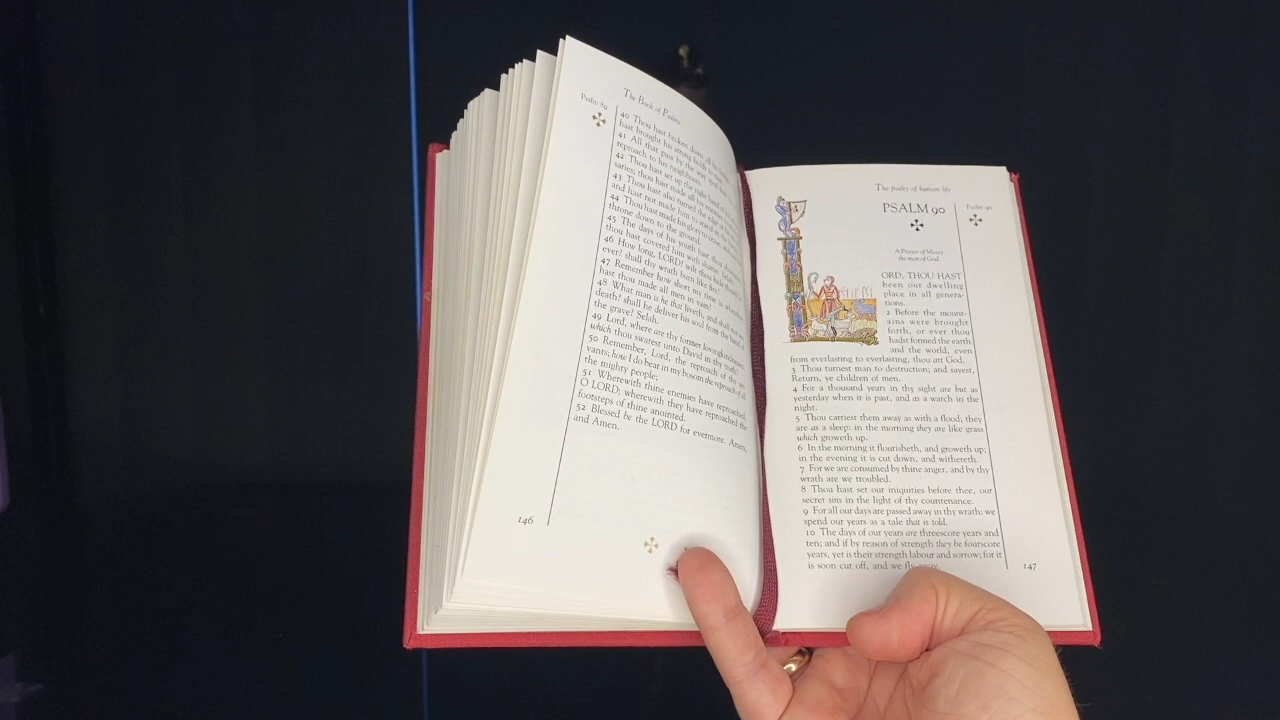 The Book of Psalms
Psalm 89
40 Thou hast broken down all his
hast brought his strong holds to
41 All that pass by the way spoil
reproach to his neighbours.
42 Thou hast set up the right hand of
saries; thou hast made all his enemies
43 Thou hast also turned the edge of
and hast not made him to stand in the
44 Thou hast made his glory to cease,
throne down to the ground.
45 The days of his youth hast thou
thou hast covered him with shame. Selah.
46 How long, LORD? wilt thou hide
ever? shall thy wrath burn like fire?
47 Remember how short my time is: wherefore
hast thou made all men in vain?
48 What man is he that liveth, and shall not
death? shall he deliver his soul from the hand of
the grave? Selah.
49 Lord, where are thy former lovingkindnesses,
which thou swarest unto David in thy truth?
50 Remember, Lord, the reproach of thy ser-
vants; how I do bear in my bosom the reproach of all
the mighty people;
51 Wherewith thine enemies have reproached,
O LORD; wherewith they have reproached the
footsteps of thine anointed.
52 Blessed be the LORD for evermore. Amen,
and Amen.
146
The frailty of human life
PSALM 90
Psalm 90
A Prayer of Moses
the man of God.
ORD, THOU HAST
been our dwelling
place in all genera-
tions.
2 Before the mount-
ains were brought
forth, or ever thou
hadst formed the earth
and the world, even
from everlasting to everlasting, thou art God.
3 Thou turnest man to destruction; and sayest,
Return, ye children of men.
4 For a thousand years in thy sight are but as
yesterday when it is past, and as a watch in the
night.
5 Thou carriest them away as with a flood; they
are as a sleep: in the morning they are like grass
which groweth up.
6 In the morning it flourisheth, and groweth up;
in the evening it is cut down, and withereth.
7 For we are consumed by thine anger, and by thy
wrath are we troubled.
8 Thou hast set our iniquities before thee, our
secret sins in the light of thy countenance.
9 For all our days are passed away in thy wrath: we
spend our years as a tale that is told.
10 The days of our years are threescore years and
ten; and if by reason of strength they be fourscore
years, yet is their strength labour and sorrow; for it
is soon cut off, and we fly away.
147